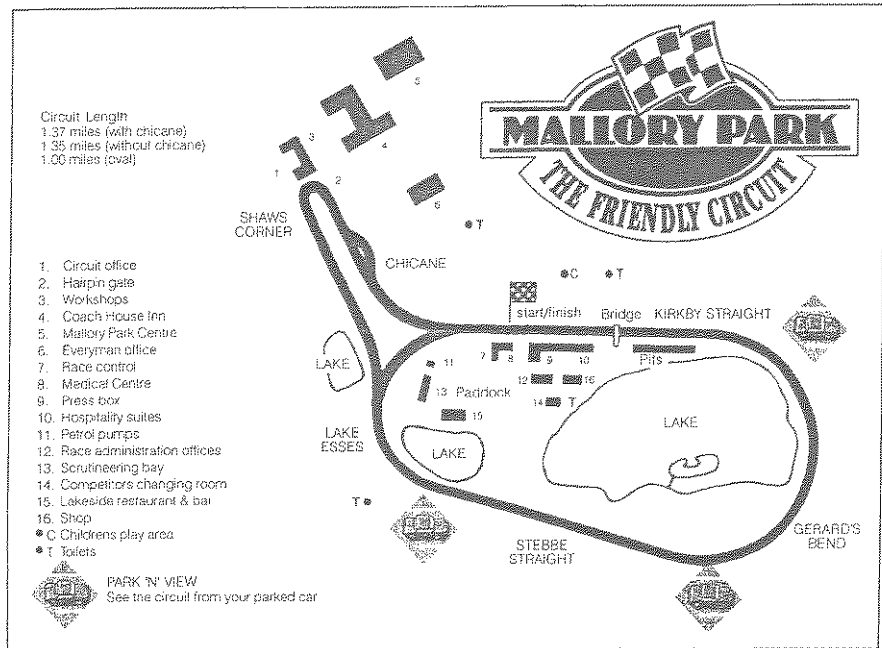 Circuit Length
1.37 miles (with chicane)
1.35 miles (without chicane)
1.00 miles (oval)
MALLORY PARK
THE FRIENDLY CIRCUIT
5
3
4
1
2
6
SHAWS
CORNER
T
CHICANE
C
T
start/finish
Bridge
KIRKBY STRAIGHT
1. Circuit office
2. Hairpin gate
3. Workshops
4. Coach House Inn
5. Mallory Park Centre
6. Everyman office
7. Race control
8. Medical Centre
9. Press box
10. Hospitality suites
11. Petrol pumps
12. Race administration offices
13. Scrutineering bay
14. Competitors changing room
15. Lakeside restaurant & bar
16. Shop
C Childrens play area
T Toilets
PARK 'N' VIEW
See the circuit from your parked car
LAKE
7
8
9
10
Pits
11
12
16
13
Paddock
14
T
15
LAKE
LAKE
LAKE
ESSES
T
STEBBE
STRAIGHT
GERARD'S
BEND